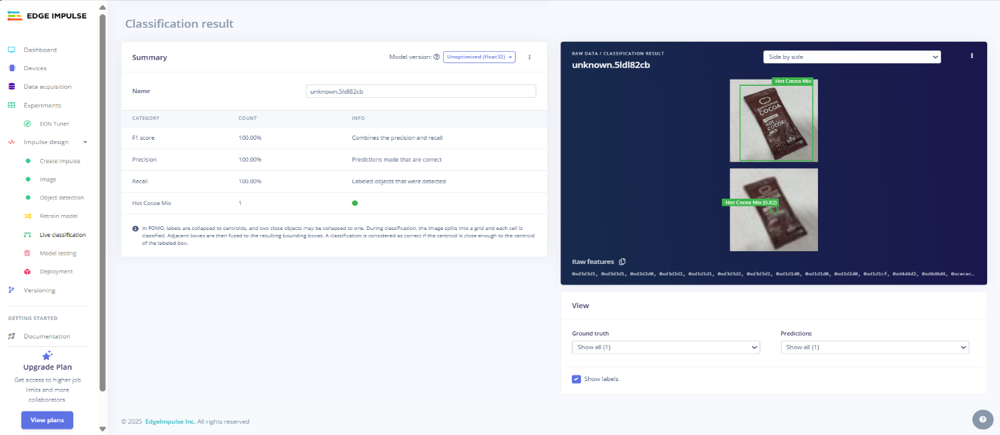 EDGE IMPULSE
Dashboard
Devices
Data acquisition
Experiments
EON Tuner
Impulse design
Create impulse
Image
Object detection
Retrain model
Live classification
Model testing
Deployment
Versioning
GETTING STARTED
Documentation
Upgrade Plan
Get access to higher job
limits and more
collaborators.
View plans
Classification result
Summary
Model version:
Unoptimized (float32)
Name
unknown.5ldl82cb
CATEGORY COUNT INFO
F1 score 100.00% Combines the precision and recall
Precision 100.00% Predictions made that are correct
Recall 100.00% Labeled objects that were detected
Hot Cocoa Mix 1
In FOMO, labels are collapsed to centroids, and two close objects may be collapsed to one. During classification, the image splits into a grid and each cell is
classified. Adjacent boxes are then fused to the resulting bounding boxes. A classification is considered as correct if the centroid is close enough to the centroid
of the labeled box.
RAW DATA / CLASSIFICATION RESULT
unknown.5ldl82cb
Side by side
Hot Cocoa Mix
COCOA
HOT
COCOA
MIX
HOT
Hot Cocoa Mix (0.82)
Raw features
0xd3d3d1, 0xd3d3d1, 0xd2d2d0, 0xd3d2d2, 0xd1d1d1, 0xd3d3d2, 0xd3d3d2, 0xd1d1d0, 0xd1d1d0, 0xd2d2d0, 0xd1d1cf, 0xd4d4d2, 0xd6d6d4, 0xcecec...
View
Ground truth
Show all (1)
Predictions
Show all (1)
Show labels
© 2025 EdgeImpulse Inc. All rights reserved